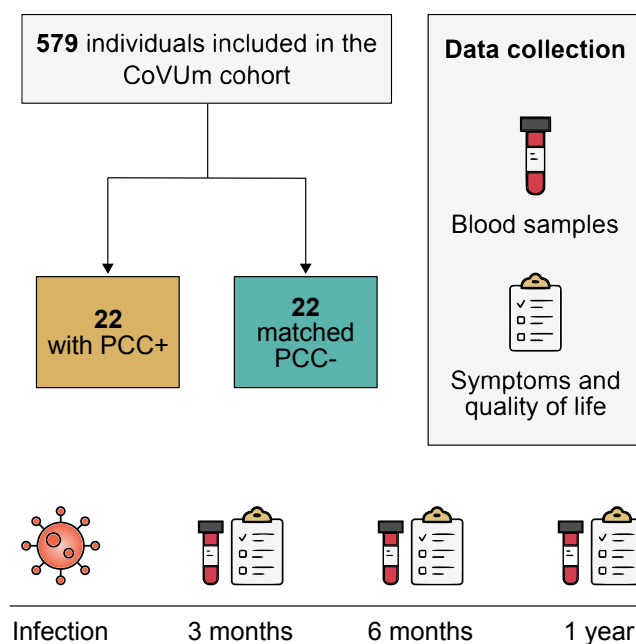 579 individuals included in the
CoVUm cohort
22
with PCC+
22
matched
PCC-
Data collection
Blood samples
Symptoms and
quality of life
Infection
3 months
6 months
1 year